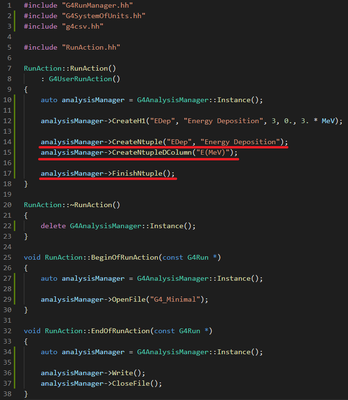 1 #include "G4RunManager.hh"
2 #include "G4SystemOfUnits.hh"
3 #include "g4csv.hh"
4
5 #include "RunAction.hh"
6
7 RunAction::RunAction()
8 : G4UserRunAction()
9 {
10 auto analysisManager = G4AnalysisManager::Instance();
11
12 analysisManager->CreateH1("EDep", "Energy Deposition", 3, 0., 3. * MeV);
13
14 analysisManager->CreateNtuple("EDep", "Energy Deposition");
15 analysisManager->CreateNtupleDColumn("E(MeV)");
16
17 analysisManager->FinishNtuple();
18 }
19
20 RunAction::~RunAction()
21 {
22 delete G4AnalysisManager::Instance();
23 }
24
25 void RunAction::BeginOfRunAction(const G4Run *)
26 {
27 auto analysisManager = G4AnalysisManager::Instance();
28
29 analysisManager->OpenFile("G4_Minimal");
30 }
31
32 void RunAction::EndOfRunAction(const G4Run *)
33 {
34 auto analysisManager = G4AnalysisManager::Instance();
35
36 analysisManager->Write();
37 analysisManager->CloseFile();
38 }